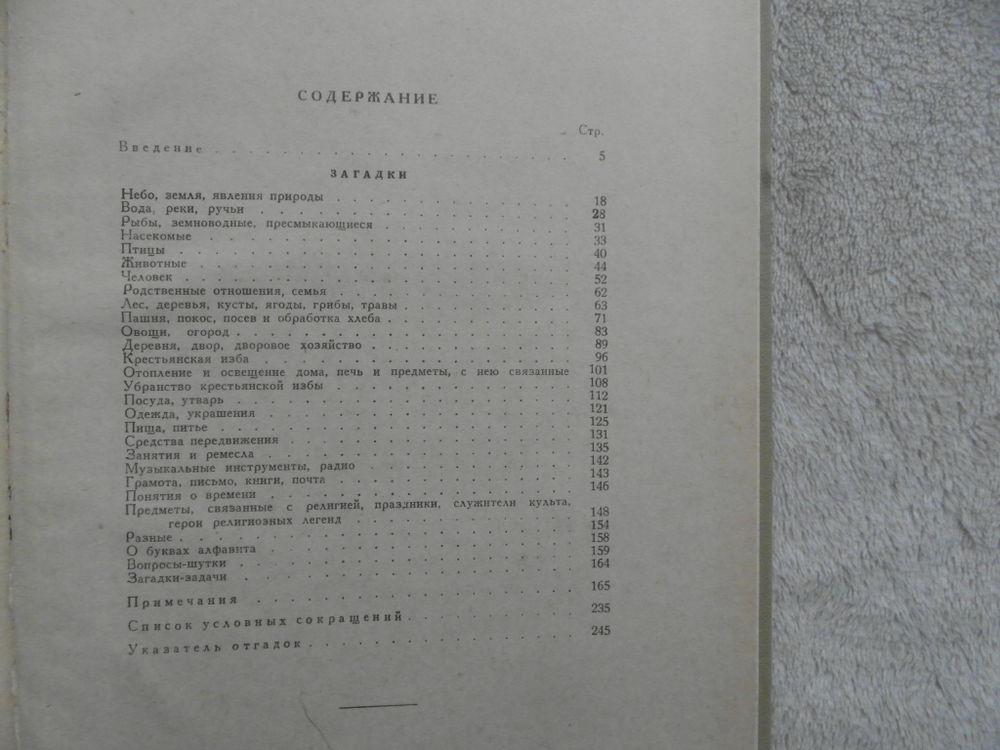 СОДЕРЖАНИЕ
Стр.
Введение . . . . . . . . . . . . . . . . . . 5
ЗАГАДКИ
Небо, земля, явления природы . . . . . . . . . . . 18
Вода, реки, ручьи . . . . . . . . . . . . . . . 28
Рыбы, земноводные, пресмыкающиеся . . . . . . . . . 31
Насекомые . . . . . . . . . . . . . . . . . 33
Птицы . . . . . . . . . . . . . . . . . . 40
Животные . . . . . . . . . . . . . . . . . 44
Человек . . . . . . . . . . . . . . . . . . 52
Родственные отношения, семья . . . . . . . . . . . 62
Лес, деревья, кусты, ягоды, грибы, травы . . . . . . . . 63
Пашня, покос, посев и обработка хлеба . . . . . . . . . 71
Овощи, огород . . . . . . . . . . . . . . . . 83
Деревня, двор, дворовое хозяйство . . . . . . . . . . 89
Крестьянская изба . . . . . . . . . . . . . . . 96
Отопление и освещение дома, печь и предметы, с нею связанные 101
Убранство крестьянской избы . . . . . . . . . . . 108
Посуда, утварь . . . . . . . . . . . . . . . . 112
Одежда, украшения . . . . . . . . . . . . . . 121
Пища, питье . . . . . . . . . . . . . . . . 125
Средства передвижения . . . . . . . . . . . . . 131
Занятия и ремесла . . . . . . . . . . . . . . 135
Музыкальные инструменты, радио . . . . . . . . . . 142
Грамота, письмо, книги, почта . . . . . . . . . . . 143
Понятия о времени . . . . . . . . . . . . . . 146
Предметы, связанные с религией, праздники, служители культа,
герои религиозных легенд . . . . . . . . . . . 148
Разные . . . . . . . . . . . . . . . . . . 154
О буквах алфавита . . . . . . . . . . . . . . 158
Вопросы-шутки . . . . . . . . . . . . . . . 159
Загадки-задачи . . . . . . . . . . . . . . . 164
Примечания . . . . . . . . . . . . . . . . 165
Список условных сокращений . . . . . . . . . 235
Указатель отгадок . . . . . . . . . . . . . 245